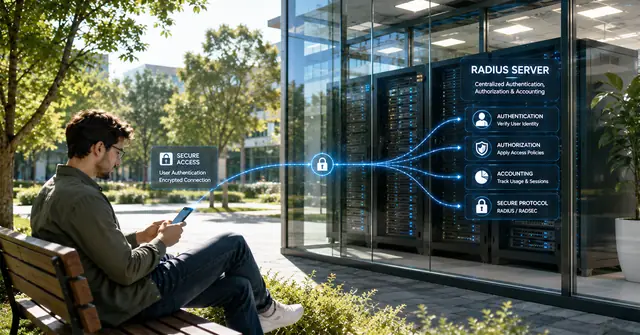 SECURE
ACCESS
User Authentication
Encrypted Connection
RADIUS SERVER
Centralized Authentication,
Authorization & Accounting
AUTHENTICATION
Verify User Identity
AUTHORIZATION
Apply Access Policies
ACCOUNTING
Track Usage & Sessions
SECURE PROTOCOL
RADIUS / RADSEC